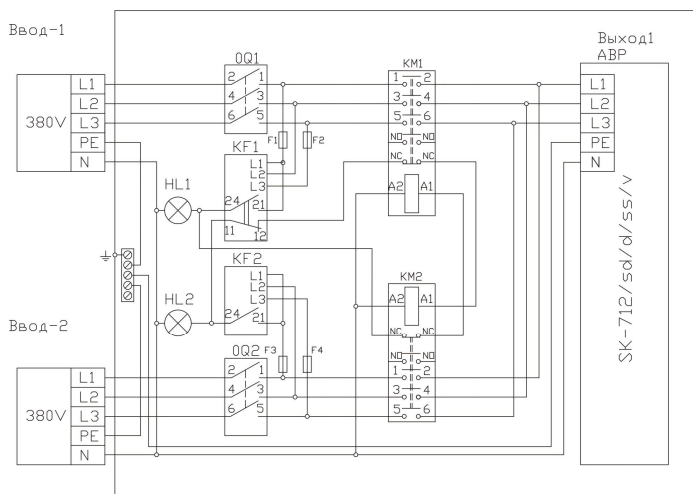 Ввод-1
380V
L1
L2
L3
PE
N
0Q1
2 1
4 3
6 5
F1 F2
KF1
L1
L2
L3
24 21
11 12
HL1
KM1
1 2
3 4
5 6
NO NO
NC NC
A2 A1
Выход1
АВР
L1
L2
L3
PE
N
SK-712/sd/d/ss/v
KF2
L1
L2
L3
24 21
HL2
KM2
A2 A1
NC NC
NO NO
1 2
3 4
5 6
Ввод-2
380V
L1
L2
L3
PE
N
0Q2
F3 F4
2 1
4 3
6 5